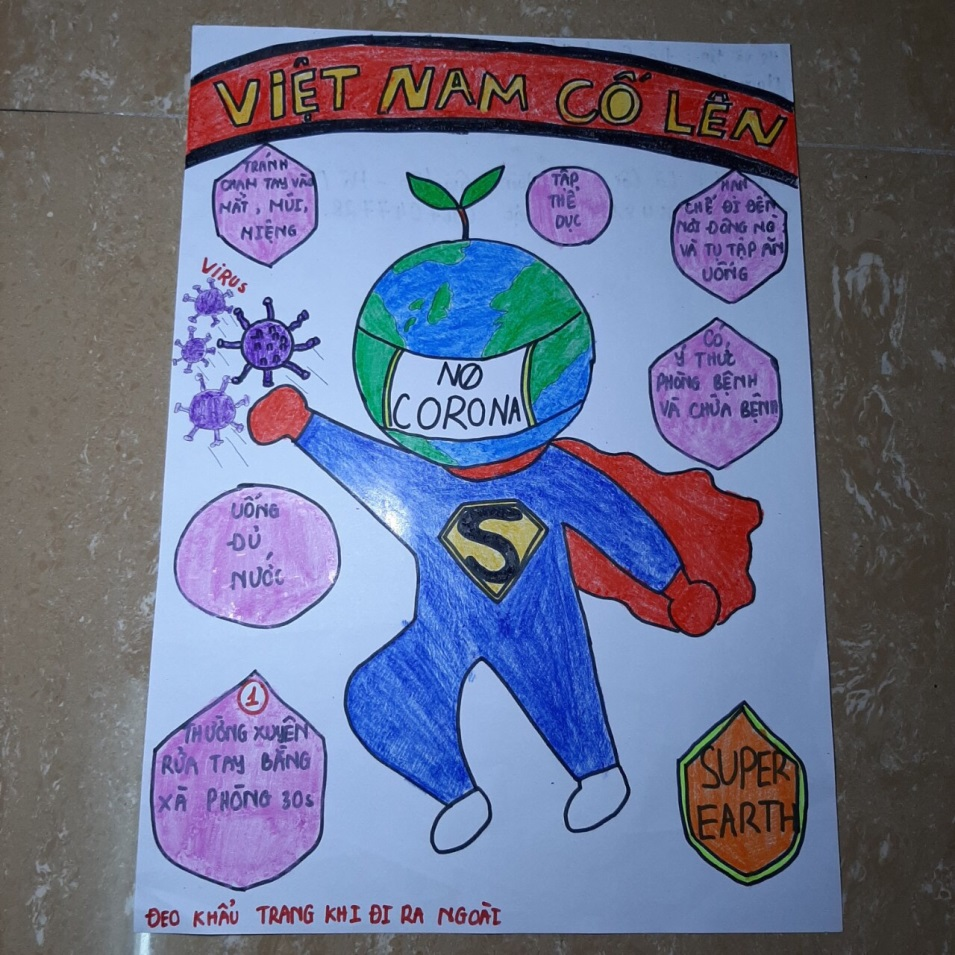 VIỆT NAM CỐ LÊN
TRÁNH
CHẠM TAY VÀO
MẮT, MŨI,
MIỆNG
TẬP
THỂ
DỤC
HẠN
CHẾ ĐI ĐẾN
NƠI ĐÔNG NG
VÀ TỤ TẬP ĂN
UỐNG
VIRUS
NO
CORONA
CÓ
Ý THỨC
PHÒNG BỆNH
VÀ CHỮA BỆNH
UỐNG
ĐỦ
NƯỚC
S
1
THƯỜNG XUYÊN
RỬA TAY BẰNG
XÀ PHÒNG 30s
SUPER
EARTH
ĐEO KHẨU TRANG KHI ĐI RA NGOÀI